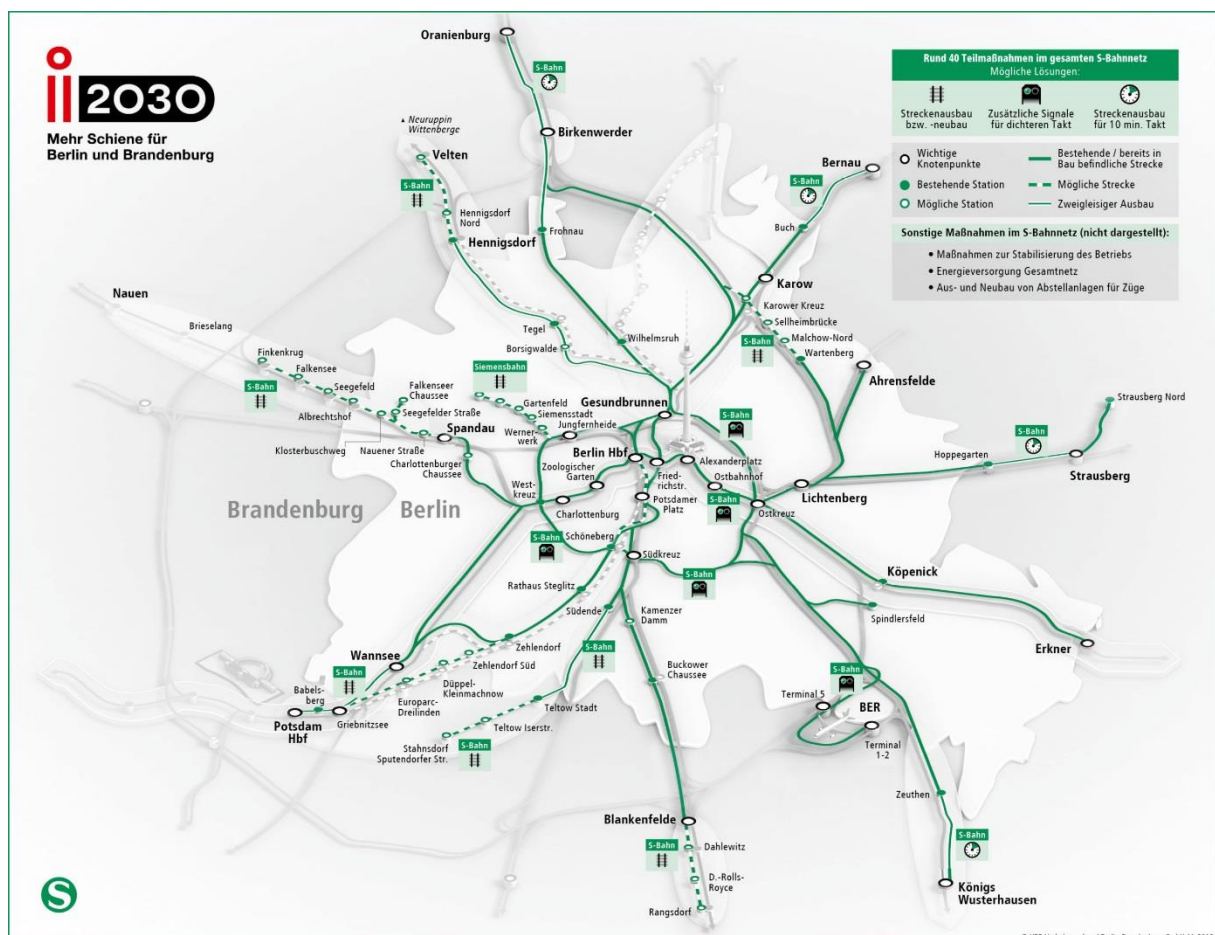 i2030
Mehr Schiene für
Berlin und Brandenburg
Rund 40 Teilmaßnahmen im gesamten S-Bahnnetz
Mögliche Lösungen:
Streckenausbau
bzw. -neubau
Zusätzliche Signale
für dichteren Takt
Streckenausbau
für 10 min. Takt
Wichtige
Knotenpunkte
Bestehende Station
Mögliche Station
Bestehende / bereits in
Bau befindliche Strecke
Mögliche Strecke
Zweigleisiger Ausbau
Sonstige Maßnahmen im S-Bahnnetz (nicht dargestellt):
• Maßnahmen zur Stabilisierung des Betriebs
• Energieversorgung Gesamtnetz
• Aus- und Neubau von Abstellanlagen für Züge
Oranienburg
S-Bahn
Birkenwerder
▲ Neuruppin
Wittenberge
Velten
S-Bahn
Hennigsdorf
Nord
Hennigsdorf
Frohnau
Bernau
S-Bahn
Buch
Karow
Karower Kreuz
Sellheimbrücke
Malchow-Nord
Wartenberg
S-Bahn
Ahrensfelde
Nauen
Brieselang
Finkenkrug
Falkensee
Seegefeld
Albrechtshof
S-Bahn
Falkenseer
Chaussee
Seegefelder Straße
Spandau
Klosterbuschweg
Nauener Straße
Charlottenburger
Chaussee
Tegel
Borsigwalde
Wilhelmsruh
Siemensbahn
Gartenfeld
Siemensstadt
Werner-
werk
Jungfernheide
Gesundbrunnen
S-Bahn
Berlin Hbf
Zoologischer
Garten
West-
kreuz
Charlottenburg
Fried-
richstr.
Alexanderplatz
Ostbahnhof
Potsdamer
Platz
S-Bahn
Ostkreuz
Lichtenberg
Hoppegarten
S-Bahn
Strausberg Nord
Strausberg
Brandenburg
Berlin
S-Bahn
Schöneberg
Südkreuz
S-Bahn
Rathaus Steglitz
Südende
Kamenzer
Damm
S-Bahn
Köpenick
Spindlersfeld
Erkner
Wannsee
Zehlendorf
Zehlendorf Süd
Düppel-
Kleinmachnow
Europarc-
Dreilinden
Buckower
Chaussee
S-Bahn
Babels-
berg
Potsdam
Hbf
Griebnitzsee
Teltow Stadt
Teltow Iserstr.
Stahnsdorf
Sputendorfer Str.
S-Bahn
S-Bahn
Terminal 5
BER
Terminal
1-2
Zeuthen
S-Bahn
Königs
Wusterhausen
Blankenfelde
S-Bahn
Dahlewitz
D.-Rolls-
Royce
Rangsdorf
S